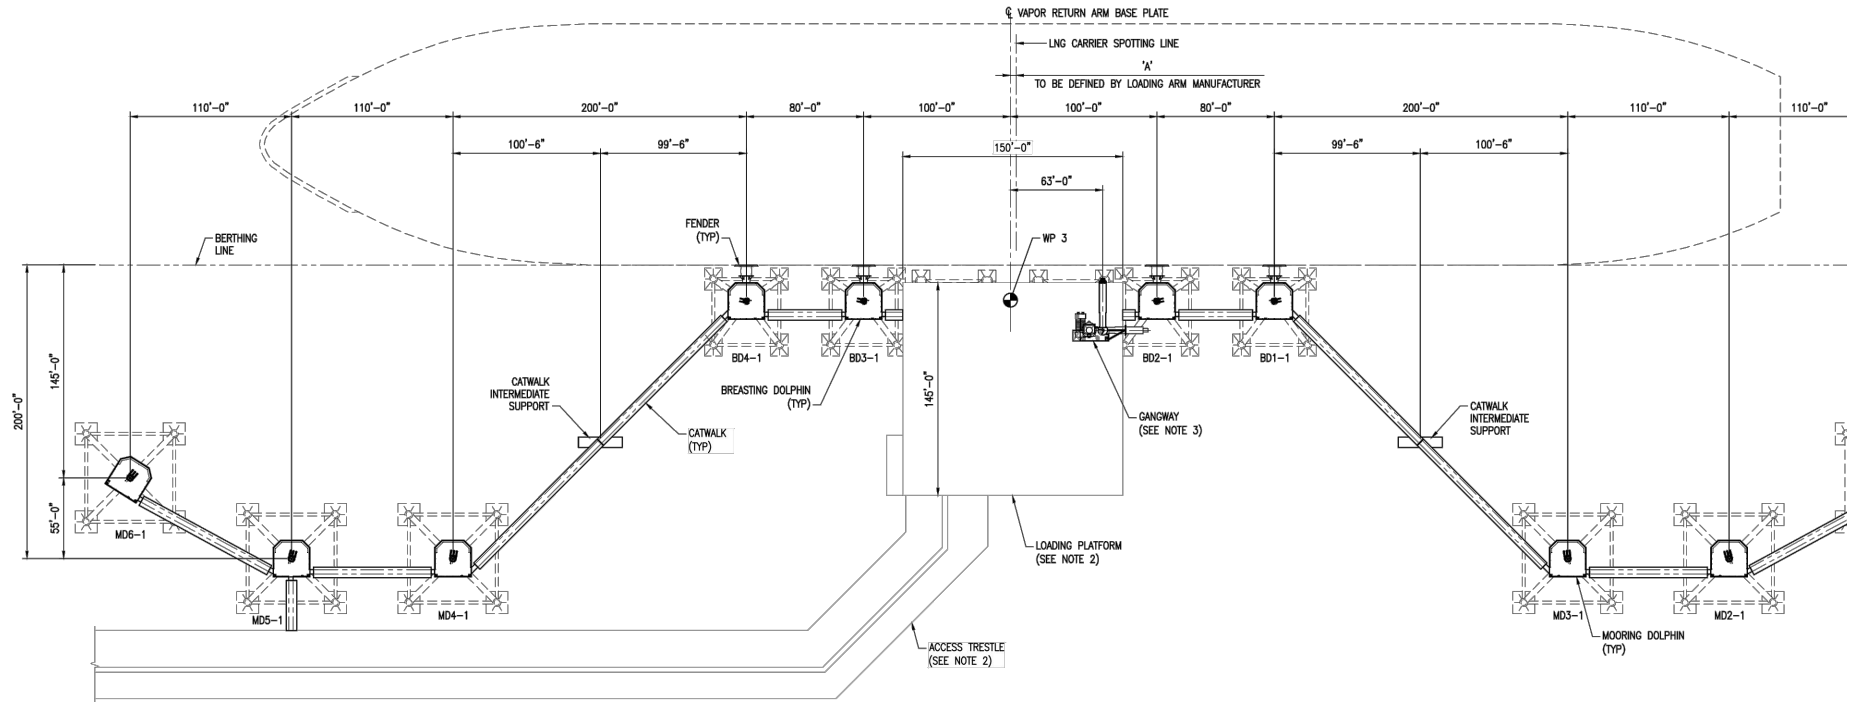 ℄ VAPOR RETURN ARM BASE PLATE
LNG CARRIER SPOTTING LINE
'A'
TO BE DEFINED BY LOADING ARM MANUFACTURER
110'-0"
110'-0"
200'-0"
80'-0"
100'-0"
100'-0"
80'-0"
200'-0"
110'-0"
110'-0"
100'-6"
99'-6"
150'-0"
99'-6"
100'-6"
63'-0"
FENDER
(TYP)
BERTHING
LINE
WP 3
BD4-1
BD3-1
BD2-1
BD1-1
145'-0"
200'-0"
55'-0"
145'-0"
BREASTING DOLPHIN
(TYP)
CATWALK
INTERMEDIATE
SUPPORT
CATWALK
(TYP)
GANGWAY
(SEE NOTE 3)
CATWALK
INTERMEDIATE
SUPPORT
MD6-1
MD5-1
MD4-1
LOADING PLATFORM
(SEE NOTE 2)
MD3-1
MD2-1
ACCESS TRESTLE
(SEE NOTE 2)
MOORING DOLPHIN
(TYP)